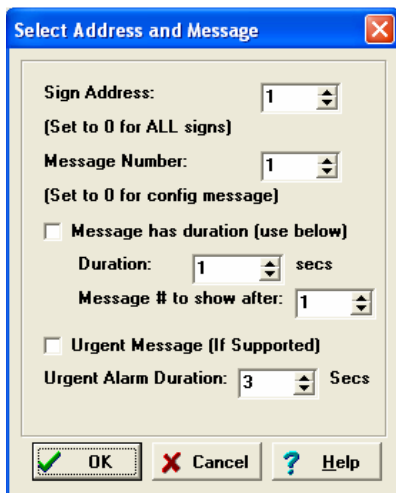 Select Address and Message
Sign Address: 1
(Set to 0 for ALL signs)
Message Number: 1
(Set to 0 for config message)
Message has duration (use below)
Duration: 1 secs
Message # to show after: 1
Urgent Message (If Supported)
Urgent Alarm Duration: 3 Secs
OK Cancel ? Help